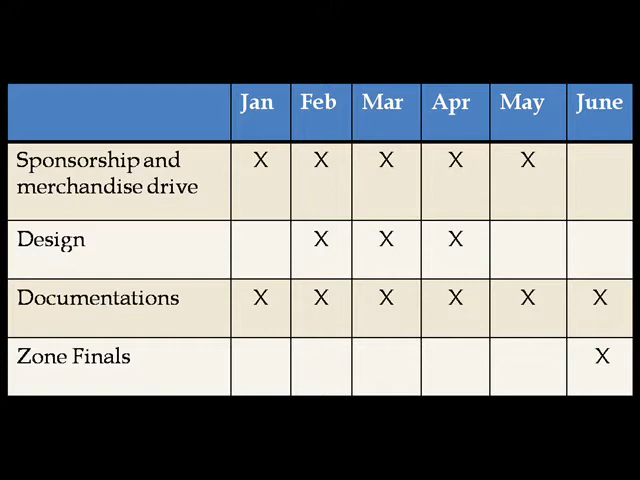 Jan Feb Mar Apr May June
Sponsorship and X X X X X
merchandise drive
Design X X X
Documentations X X X X X X
Zone Finals X